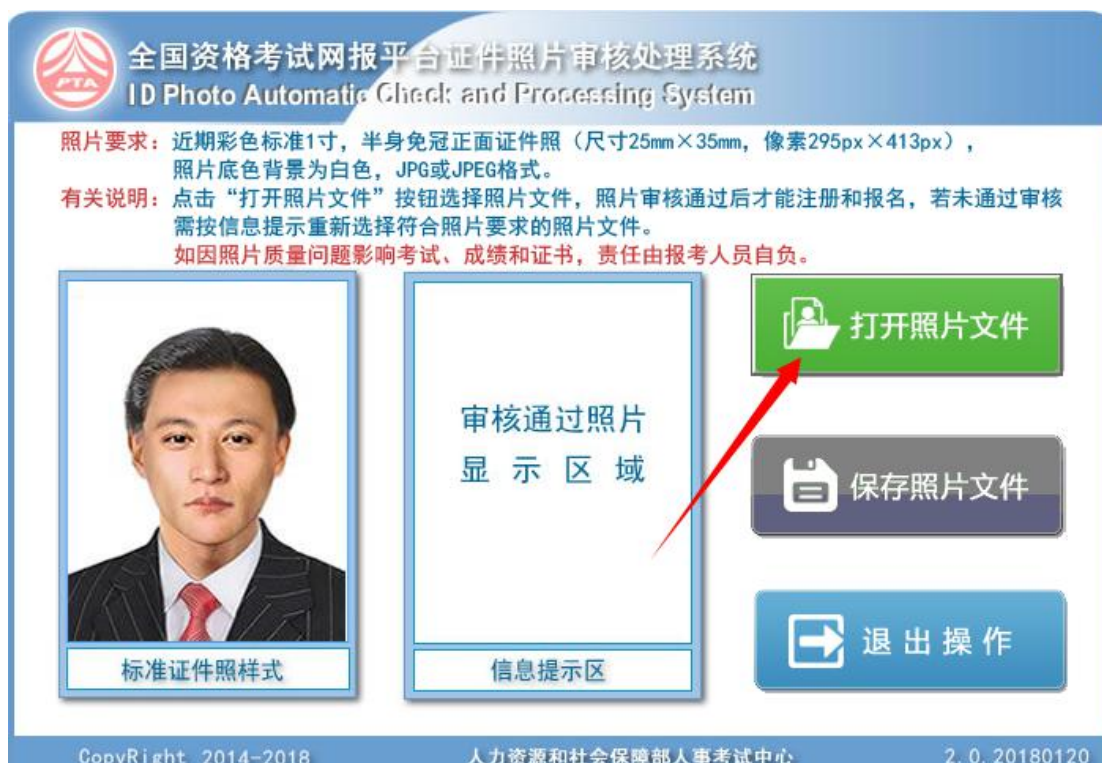 PTA
全国资格考试网报平台证件照片审核处理系统
ID Photo Automatic Check and Processing System
照片要求：近期彩色标准1寸，半身免冠正面证件照（尺寸25mm×35mm，像素295px×413px），
照片底色背景为白色，JPG或JPEG格式。
有关说明：点击“打开照片文件”按钮选择照片文件，照片审核通过后才能注册和报名，若未通过审核
需按信息提示重新选择符合照片要求的照片文件。
如因照片质量问题影响考试、成绩和证书，责任由报考人员自负。
标准证件照样式
审核通过照片
显示区域
信息提示区
打开照片文件
保存照片文件
退出操作
CopyRight 2014-2018
人力资源和社会保障部人事考试中心
2.0.20180120